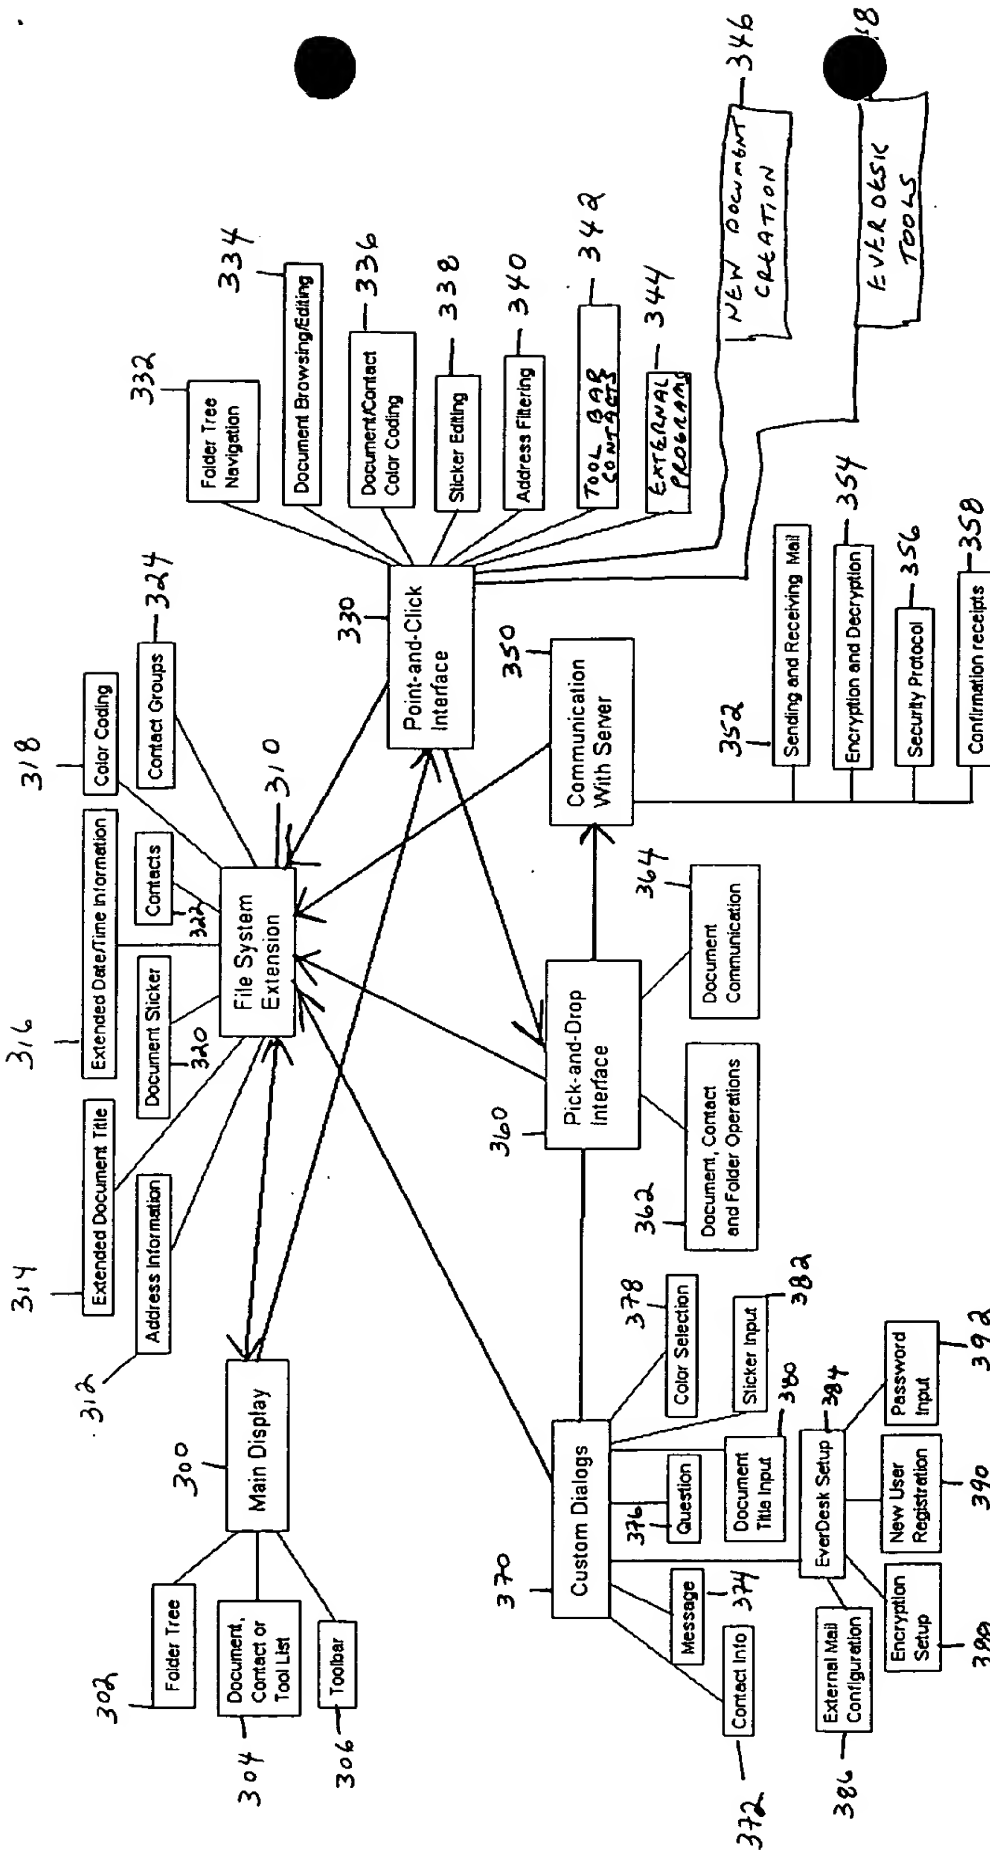 302
Folder Tree
304
Document,
Contact or
Tool List
306
Toolbar
300
Main Display
312
Address Information
314
Extended Document Title
316
Extended Date/Time Information
318
Color Coding
320
Document Sticker
322
Contacts
324
Contact Groups
310
File System
Extension
330
Point-and-Click
Interface
332
Folder Tree
Navigation
334
Document Browsing/Editing
336
Document/Contact
Color Coding
338
Sticker Editing
340
Address Filtering
342
TOOL BAR
CONTACTS
344
EXTERNAL
PROGRAMS
346
NEW DOCUMENT
CREATION
EVERDESK
TOOLS
350
Communication
With Server
352
Sending and Receiving Mail
354
Encryption and Decryption
356
Security Protocol
358
Confirmation receipts
360
Pick-and-Drop
Interface
362
Document, Contact
and Folder Operations
364
Document
Communication
370
Custom Dialogs
372
Contact Info
374
Message
376
Question
378
Color Selection
380
Document
Title Input
382
Sticker Input
384
EverDesk Setup
386
External Mail
Configuration
Encryption
Setup
390
New User
Registration
392
Password
Input